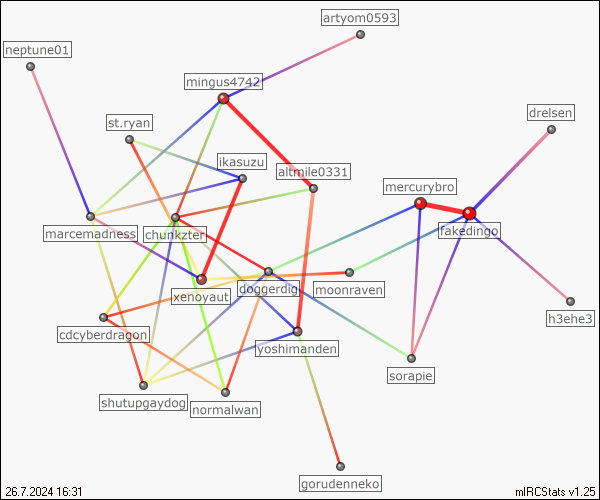 artyom0593
neptune01
mingus4742
drelsen
st.ryan
ikasuzu
altmile0331
mercurybro
fakedingo
marcemadness
chunkzter
xenoyaut
doggerdig
moonraven
h3ehe3
cdcyberdragon
yoshimanden
sorapie
shutupgaydog
normalwan
gorudenneko
26.7.2024 16:31
mIRCStats v1.25